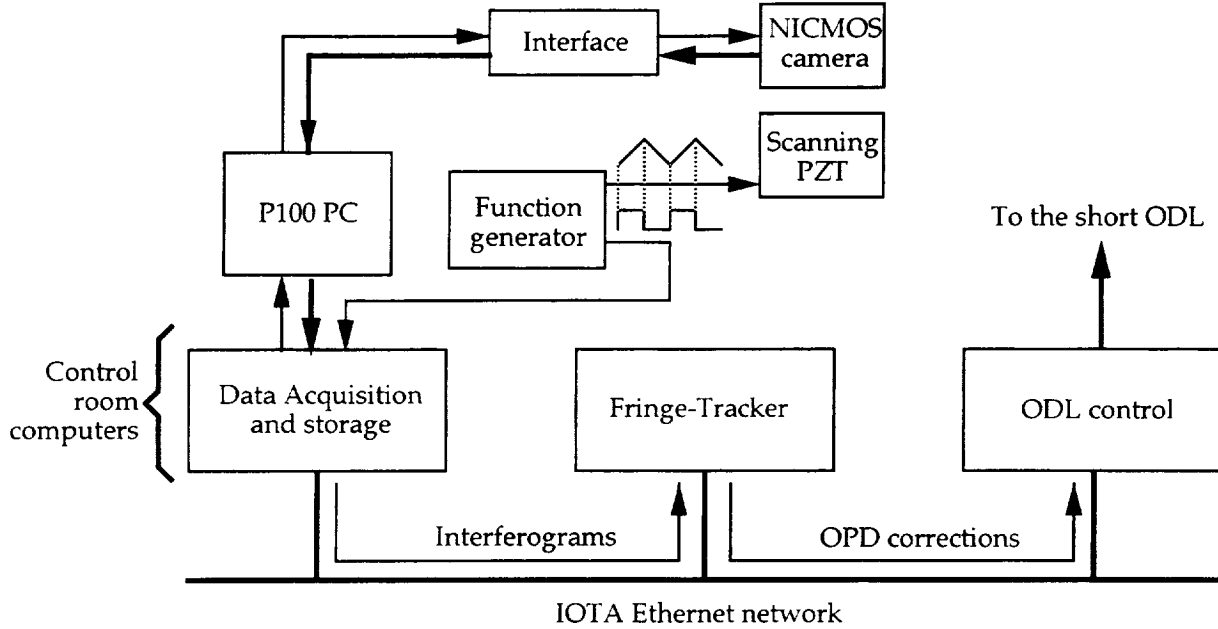 Interface
NICMOS
camera
P100 PC
Function
generator
Scanning
PZT
To the short ODL
Control
room
computers
Data Acquisition
and storage
Fringe-Tracker
ODL control
Interferograms
OPD corrections
IOTA Ethernet network